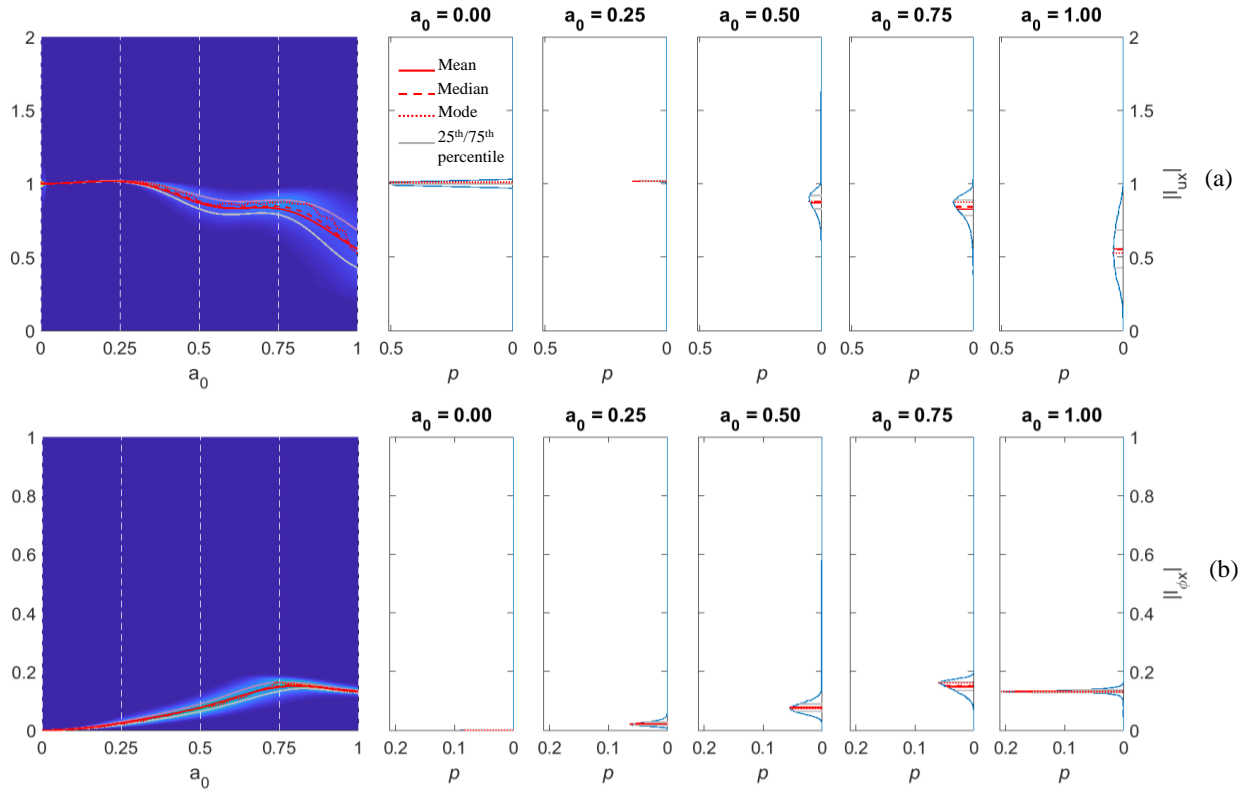 a0 = 0.00
a0 = 0.25
a0 = 0.50
a0 = 0.75
a0 = 1.00
2
1.5
1
0.5
0
0
0.25
0.5
0.75
1
a0
Mean
Median
Mode
25th/75th
percentile
0.5
0
p
0.5
0
p
0.5
0
p
0.5
0
p
0.5
0
p
2
1.5
1
0.5
0
||ux|
(a)
a0 = 0.00
a0 = 0.25
a0 = 0.50
a0 = 0.75
a0 = 1.00
1
0.8
0.6
0.4
0.2
0
0
0.25
0.5
0.75
1
a0
0.2
0.1
0
p
0.2
0.1
0
p
0.2
0.1
0
p
0.2
0.1
0
p
0.2
0.1
0
p
1
0.8
0.6
0.4
0.2
0
||ϕx|
(b)